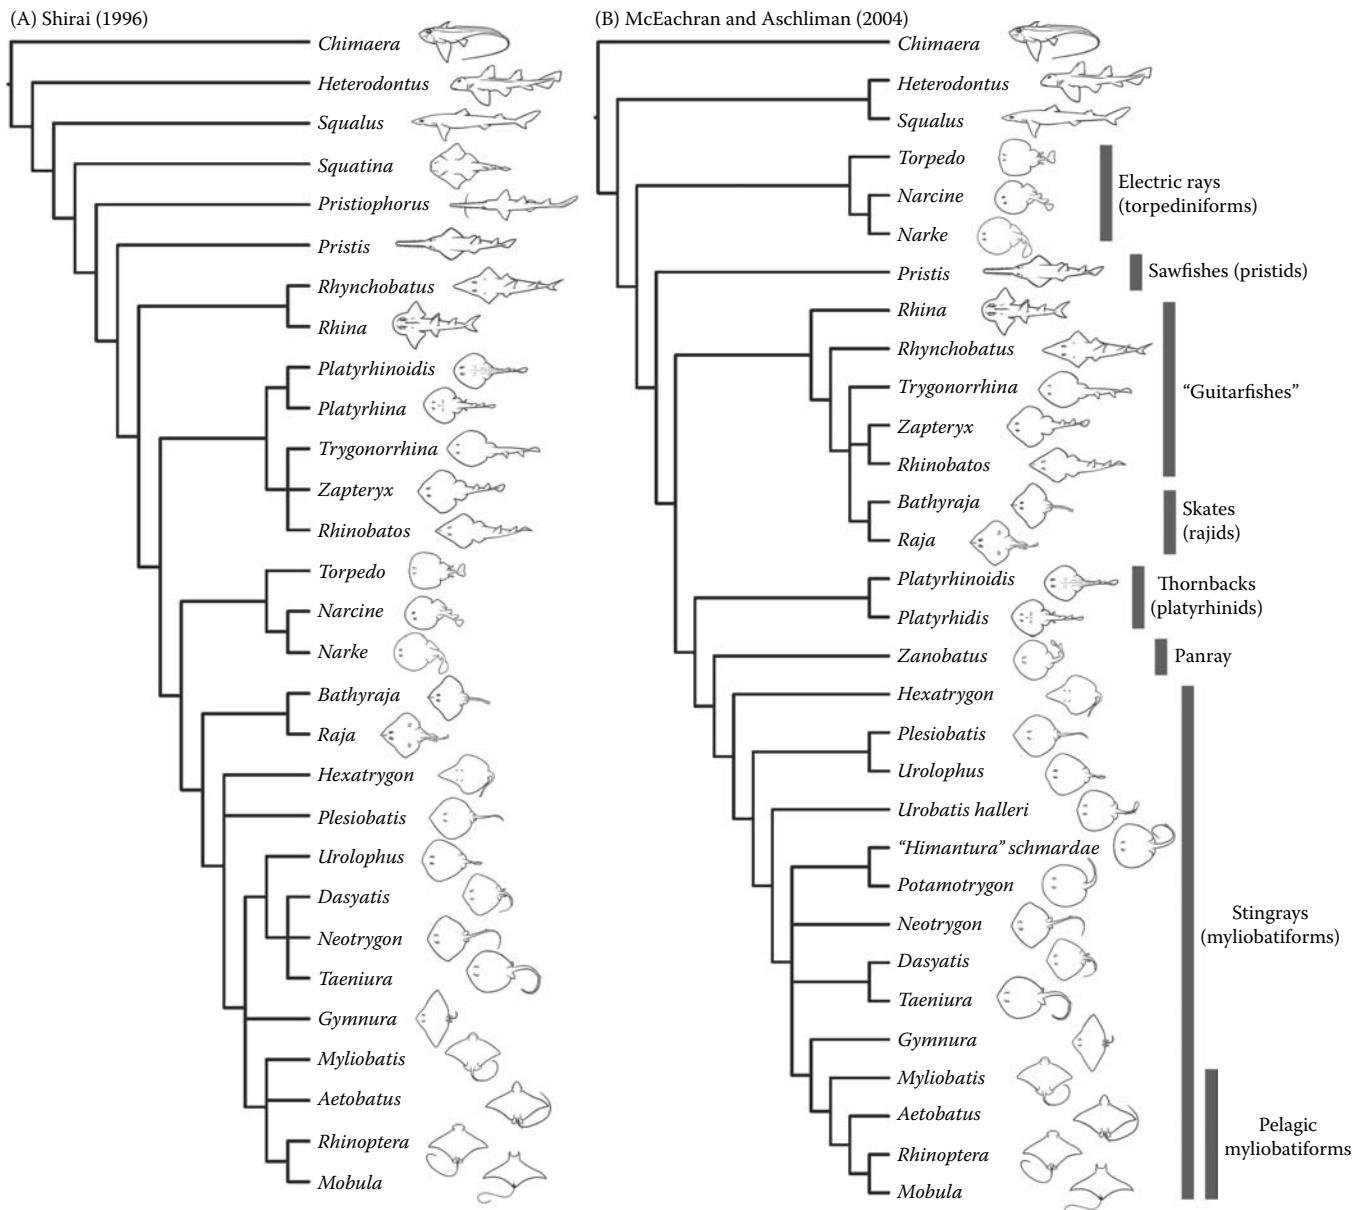 (A) Shirai (1996)
Chimaera
Heterodontus
Squalus
Squatina
Pristiophorus
Pristis
Rhynchobatus
Rhina
Platyrhinoidis
Platyrhina
Trygonorrhina
Zapteryx
Rhinobatos
Torpedo
Narcine
Narke
Bathyraja
Raja
Hexatrygon
Plesiobatis
Urolophus
Dasyatis
Neotrygon
Taeniura
Gymnura
Myliobatis
Aetobatus
Rhinoptera
Mobula
(B) McEachran and Aschliman (2004)
Chimaera
Heterodontus
Squalus
Torpedo
Narcine
Narke
Pristis
Rhina
Rhynchobatus
Trygonorrhina
Zapteryx
Rhinobatos
Bathyraja
Raja
Platyrhinoidis
Platyrhidis
Zanobatus
Hexatrygon
Plesiobatis
Urolophus
Urobatis halleri
“Himantura” schmardae
Potamotrygon
Neotrygon
Dasyatis
Taeniura
Gymnura
Myliobatis
Aetobatus
Rhinoptera
Mobula
Electric rays
(torpediniforms)
Sawfishes (pristids)
“Guitarfishes”
Skates
(rajids)
Thornbacks
(platyrhinids)
Panray
Stingrays
(myliobatiforms)
Pelagic
myliobatiforms